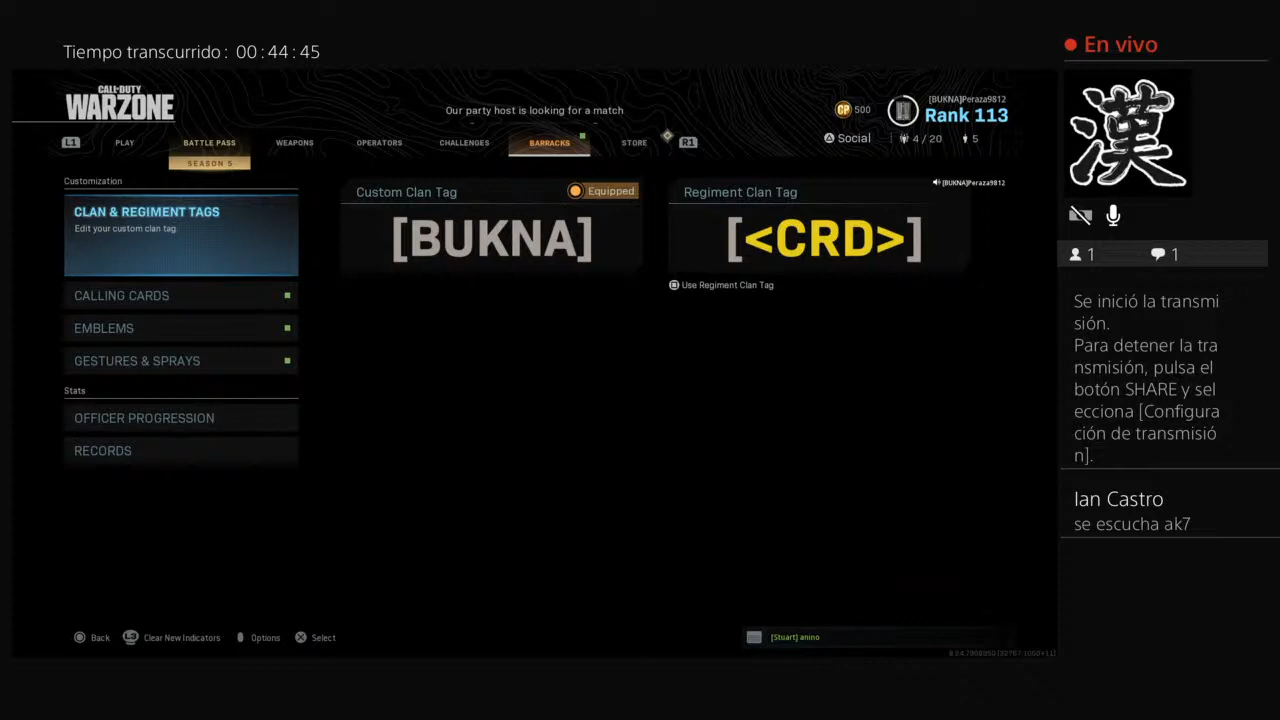 Tiempo transcurrido: 00:44:45
En vivo
CALL·DUTY
WARZONE
Our party host is looking for a match
CP 500
[BUKNA]Peraza9812
Rank 113
Social
4 / 20
5
L1
PLAY
BATTLE PASS
SEASON 5
WEAPONS
OPERATORS
CHALLENGES
BARRACKS
STORE
R1
漢
Customization
CLAN & REGIMENT TAGS
Edit your custom clan tag.
CALLING CARDS
EMBLEMS
GESTURES & SPRAYS
Stats
OFFICER PROGRESSION
RECORDS
Custom Clan Tag
Equipped
[BUKNA]
Regiment Clan Tag
[BUKNA]Peraza9812
[<CRD>]
Use Regiment Clan Tag
1
1
Se inició la transmi
sión.
Para detener la tra
nsmisión, pulsa el
botón SHARE y sel
ecciona [Configura
ción de transmisió
n].
Ian Castro
se escucha ak7
Back
L3
Clear New Indicators
Options
Select
[Stuart] anino